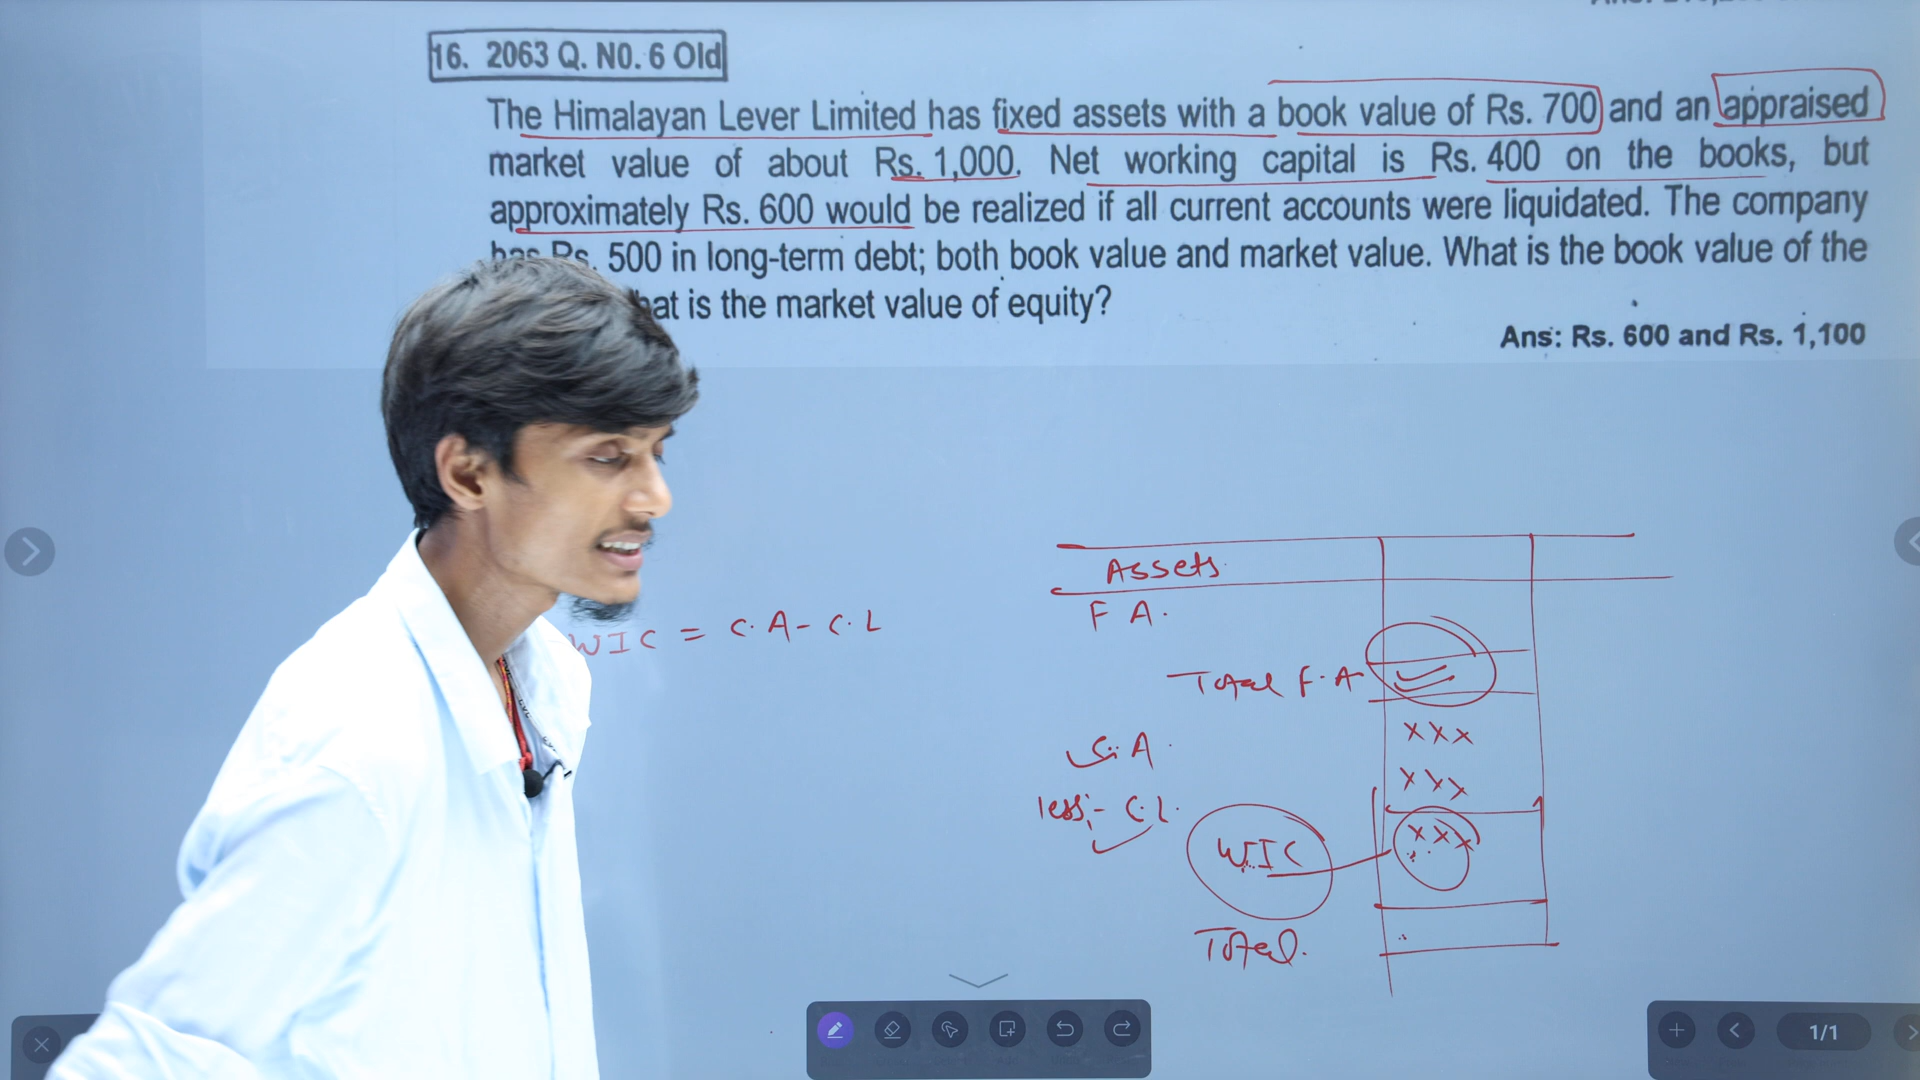 16. 2063 Q. NO. 6 Old
The Himalayan Lever Limited has fixed assets with a book value of Rs. 700 and an appraised
market value of about Rs. 1,000. Net working capital is Rs. 400 on the books, but
approximately Rs. 600 would be realized if all current accounts were liquidated. The company
has Rs. 500 in long-term debt; both book value and market value. What is the book value of the
hat is the market value of equity?
Ans: Rs. 600 and Rs. 1,100
Assets
F A.
WIC = C.A - C.L
Total F.A
XXX
C.A.
XXX
less:- C.L.
WIC XXX
Total.
1/1